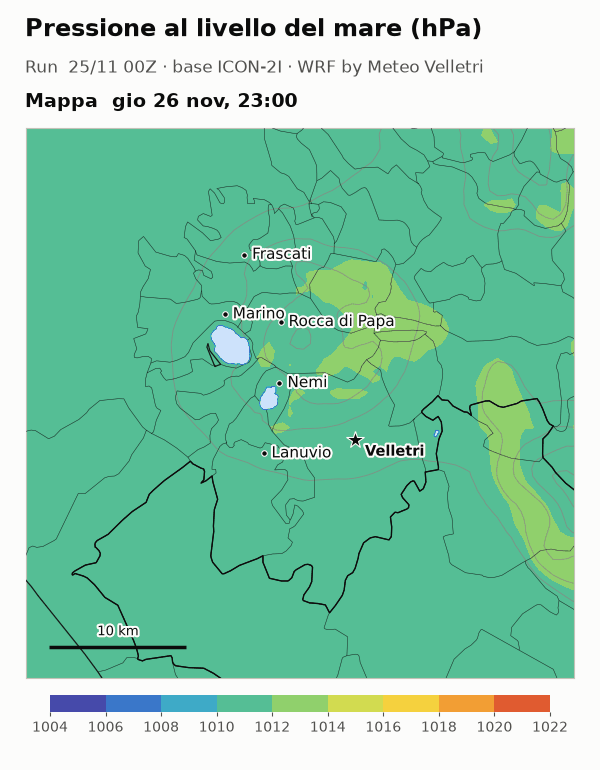 Pressione al livello del mare (hPa)
Run  25/11 00Z · base ICON-2I · WRF by Meteo Velletri
Mappa  gio 26 nov, 23:00
Frascati
Marino
Rocca di Papa
Nemi
Velletri
Lanuvio
10 km
1004 1006 1008 1010 1012 1014 1016 1018 1020 1022